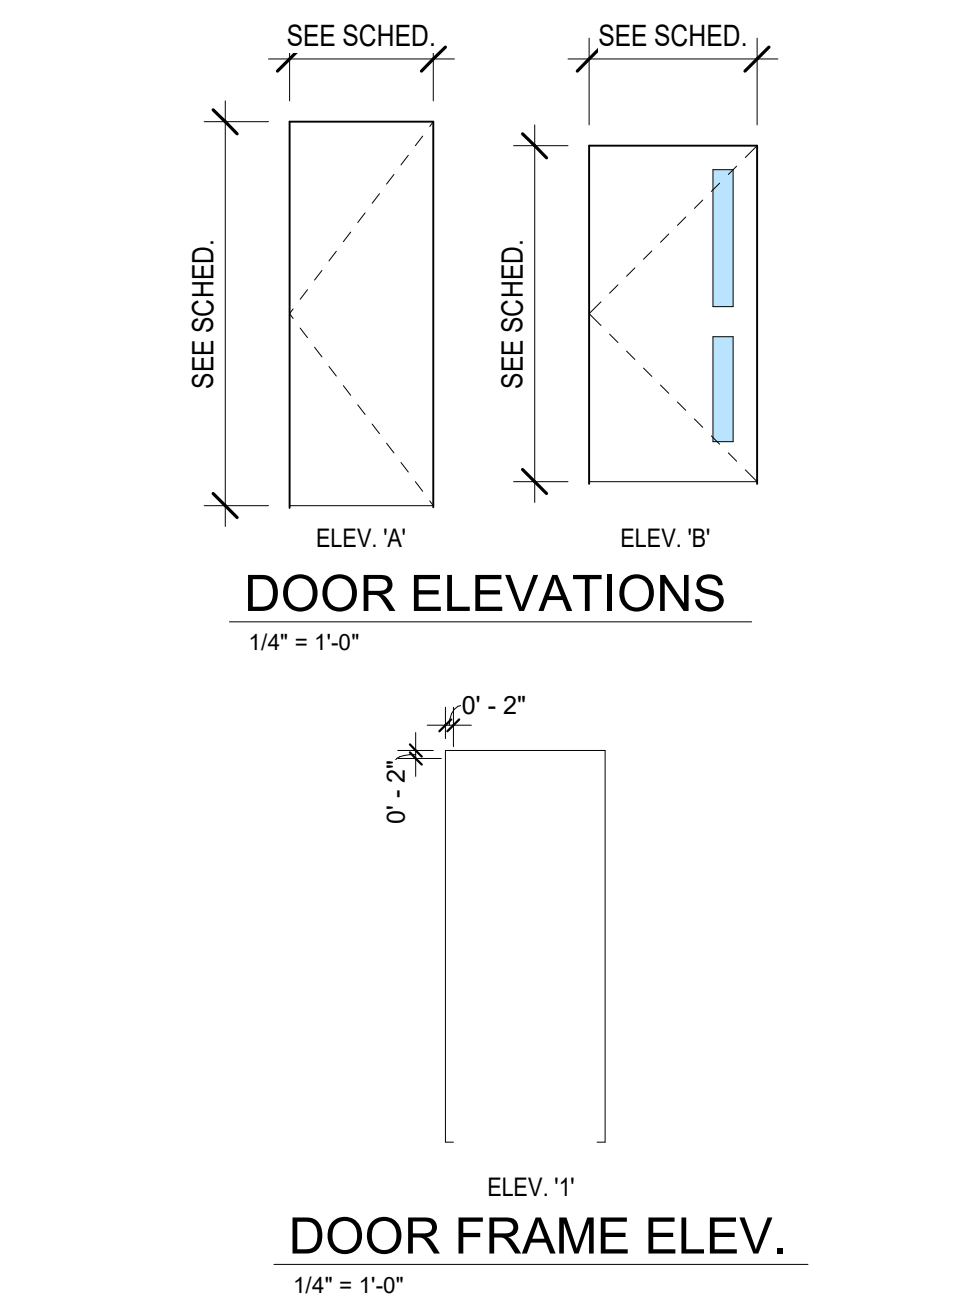 SEE SCHED.
SEE SCHED.
SEE SCHED.
SEE SCHED.
ELEV. 'A'
ELEV. 'B'
DOOR ELEVATIONS
1/4" = 1'-0"
0' - 2"
0' - 2"
ELEV. '1'
DOOR FRAME ELEV.
1/4" = 1'-0"